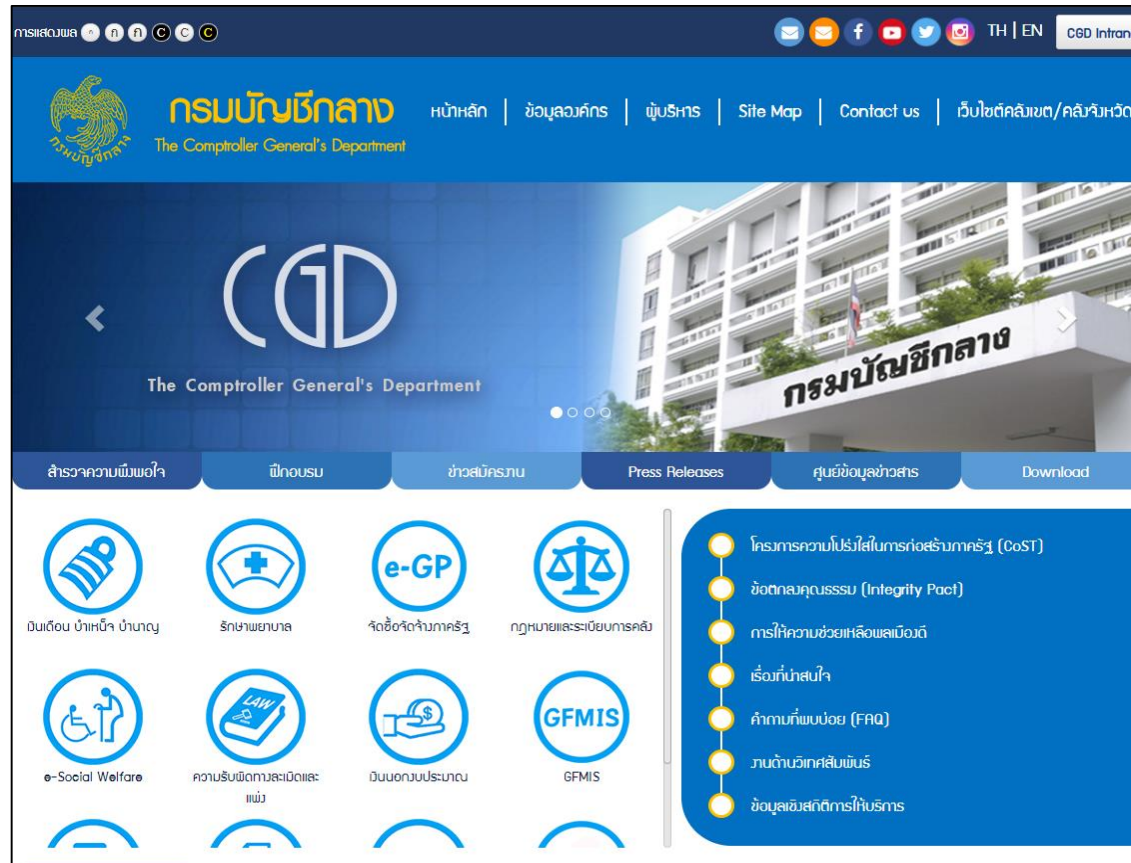 การแสดงผล ก ก ก C C C
TH | EN
CGD Intran
กรมบัญชีกลาง
The Comptroller General's Department
กรมบัญชีกลาง
หน้าหลัก | ข้อมูลองค์กร | ผู้บริหาร | Site Map | Contact us | เว็บไซต์คลังเขต/คลังจังหวัด
CGD
The Comptroller General's Department
กรมบัญชีกลาง
สำรวจความพึงพอใจ
ฝึกอบรม
ข่าวสมัครงาน
Press Releases
ศูนย์ข้อมูลข่าวสาร
Download
e-GP
เงินเดือน บำเหน็จ บำนาญ
รักษาพยาบาล
จัดซื้อจัดจ้างภาครัฐ
กฎหมายและระเบียบการคลัง
LAW
GFMIS
e-Social Welfare
ความรับผิดทางละเมิดและ
แพ่ง
เงินนอกงบประมาณ
GFMIS
โครงการความโปร่งใสในการก่อสร้างภาครัฐ (CoST)
ข้อตกลงคุณธรรม (Integrity Pact)
การให้ความช่วยเหลือพลเมืองดี
เรื่องที่น่าสนใจ
คำถามที่พบบ่อย (FAQ)
งานด้านวิเทศสัมพันธ์
ข้อมูลเชิงสถิติการให้บริการ